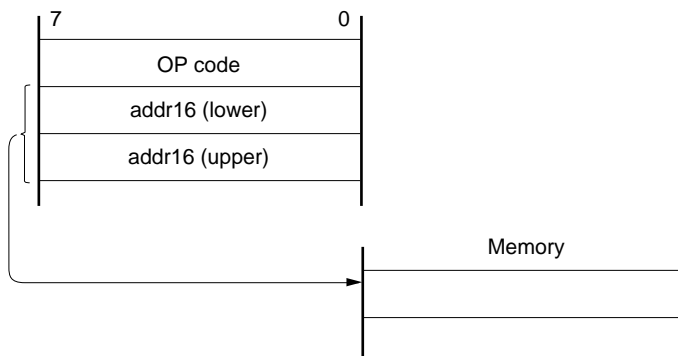 7 0
OP code
addr16 (lower)
addr16 (upper)
Memory